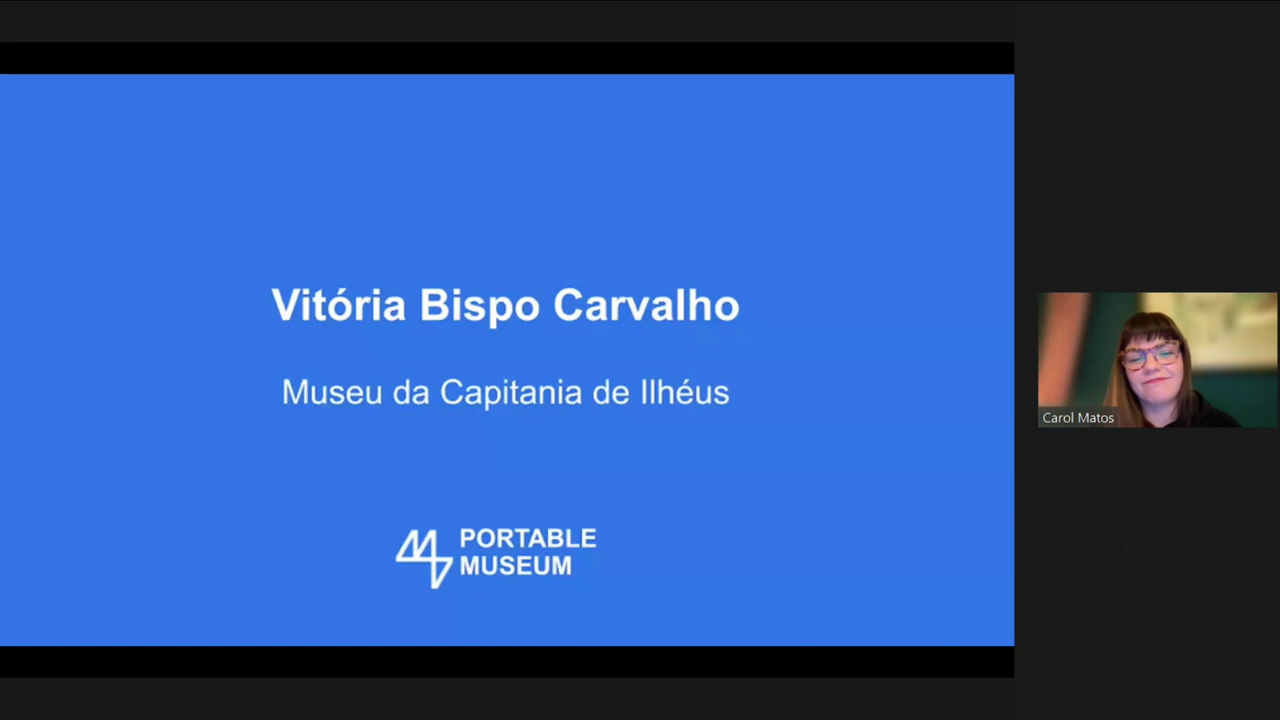 Vitória Bispo Carvalho
Museu da Capitania de Ilhéus
PORTABLE
MUSEUM
Carol Matos